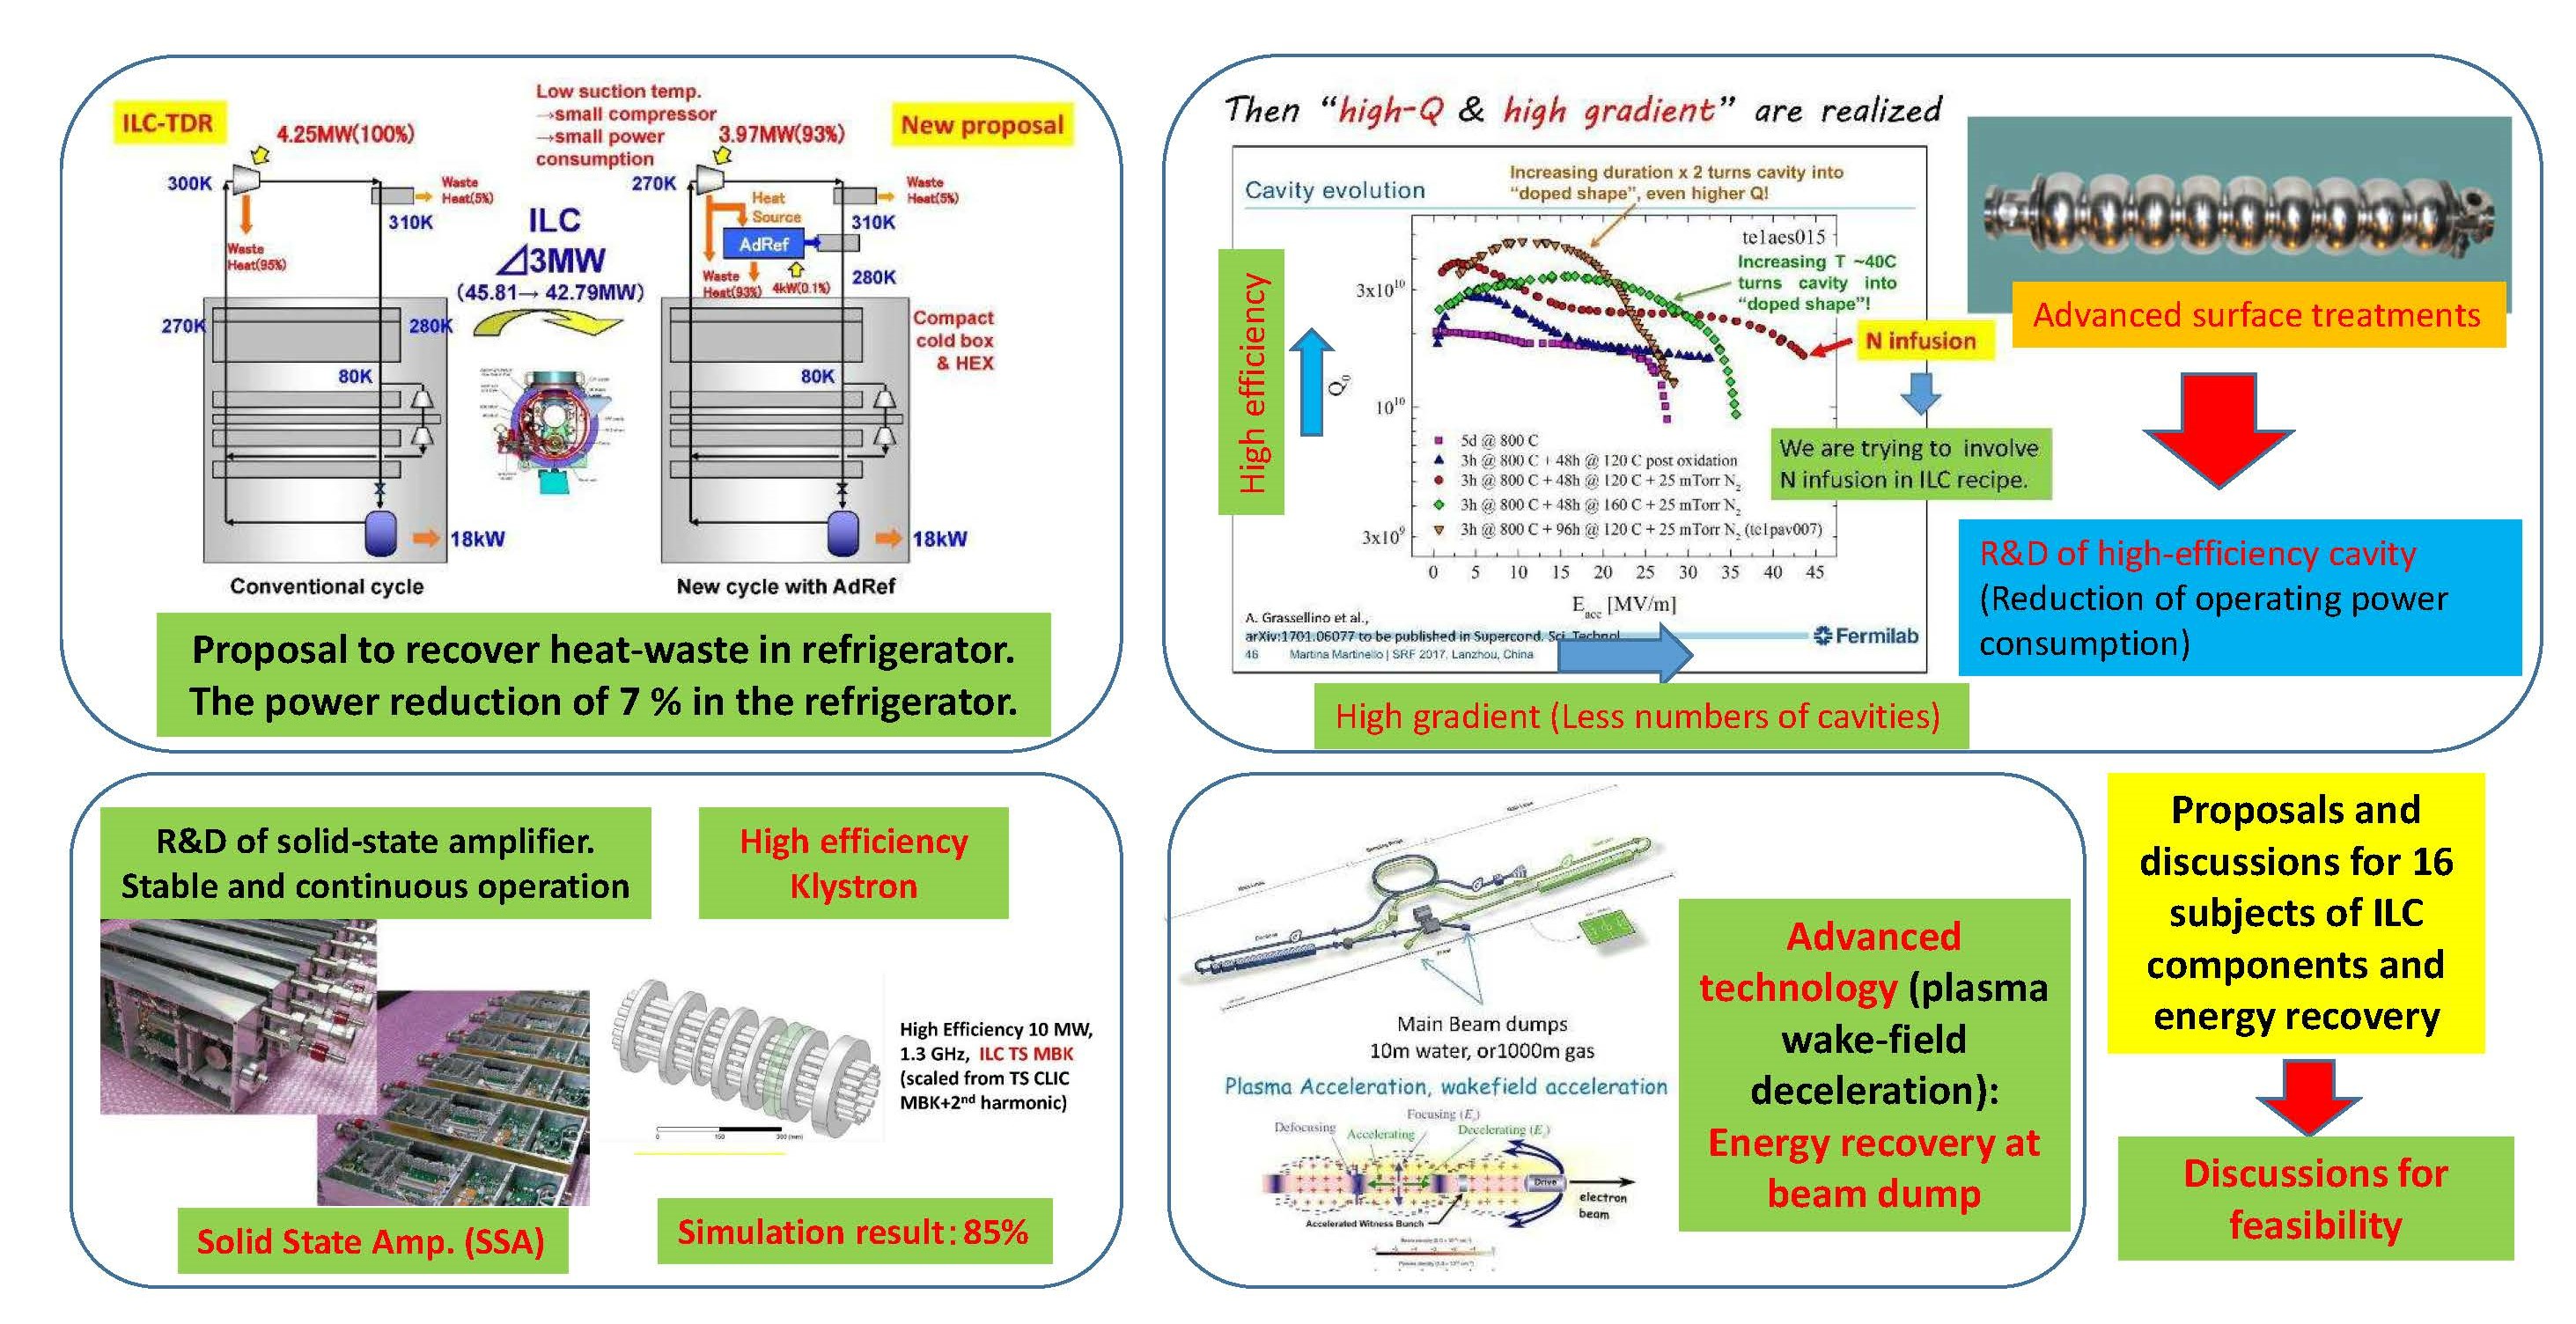 ILC-TDR
4.25MW(100%)
Low suction temp.
→small compressor
→small power
consumption
3.97MW(93%)
New proposal
300K
Waste
Heat(5%)
310K
Waste
Heat(95%)
270K
280K
80K
18kW
Conventional cycle
ILC
⊿3MW
(45.81→ 42.79MW)
270K
Heat
Source
AdRef
Waste
Heat(5%)
310K
Waste
Heat(93%)
4kW(0.1%)
280K
Compact
cold box
& HEX
80K
18kW
New cycle with AdRef
Proposal to recover heat-waste in refrigerator.
The power reduction of 7 % in the refrigerator.
Then “high-Q & high gradient” are realized
Cavity evolution
Increasing duration x 2 turns cavity into
“doped shape”, even higher Q!
te1aes015
Increasing T ~40C
turns cavity into
“doped shape”!
N infusion
We are trying to involve
N infusion in ILC recipe.
High efficiency
Q0
3x10^10
10^10
3x10^9
5d @ 800 C
3h @ 800 C + 48h @ 120 C post oxidation
3h @ 800 C + 48h @ 120 C + 25 mTorr N2
3h @ 800 C + 48h @ 160 C + 25 mTorr N2
3h @ 800 C + 96h @ 120 C + 25 mTorr N2 (te1pav007)
0 5 10 15 20 25 30 35 40 45
Eacc [MV/m]
A. Grassellino et al.,
arXiv:1701.06077 to be published in Supercond. Sci. Technol
46 Martina Martinello | SRF 2017, Lanzhou, China
Fermilab
High gradient (Less numbers of cavities)
Advanced surface treatments
R&D of high-efficiency cavity
(Reduction of operating power
consumption)
R&D of solid-state amplifier.
Stable and continuous operation
Solid State Amp. (SSA)
High efficiency
Klystron
High Efficiency 10 MW,
1.3 GHz, ILC TS MBK
(scaled from TS CLIC
MBK+2nd harmonic)
0 150 300 (mm)
Simulation result：85%
Main Beam dumps
10m water, or1000m gas
Plasma Acceleration, wakefield acceleration
Focusing (Er)
Defocusing
Accelerating
Decelerating (Ez)
Drive
electron
beam
Accelerated Witness Bunch
Advanced
technology (plasma
wake-field
deceleration):
Energy recovery at
beam dump
Proposals and
discussions for 16
subjects of ILC
components and
energy recovery
Discussions for
feasibility